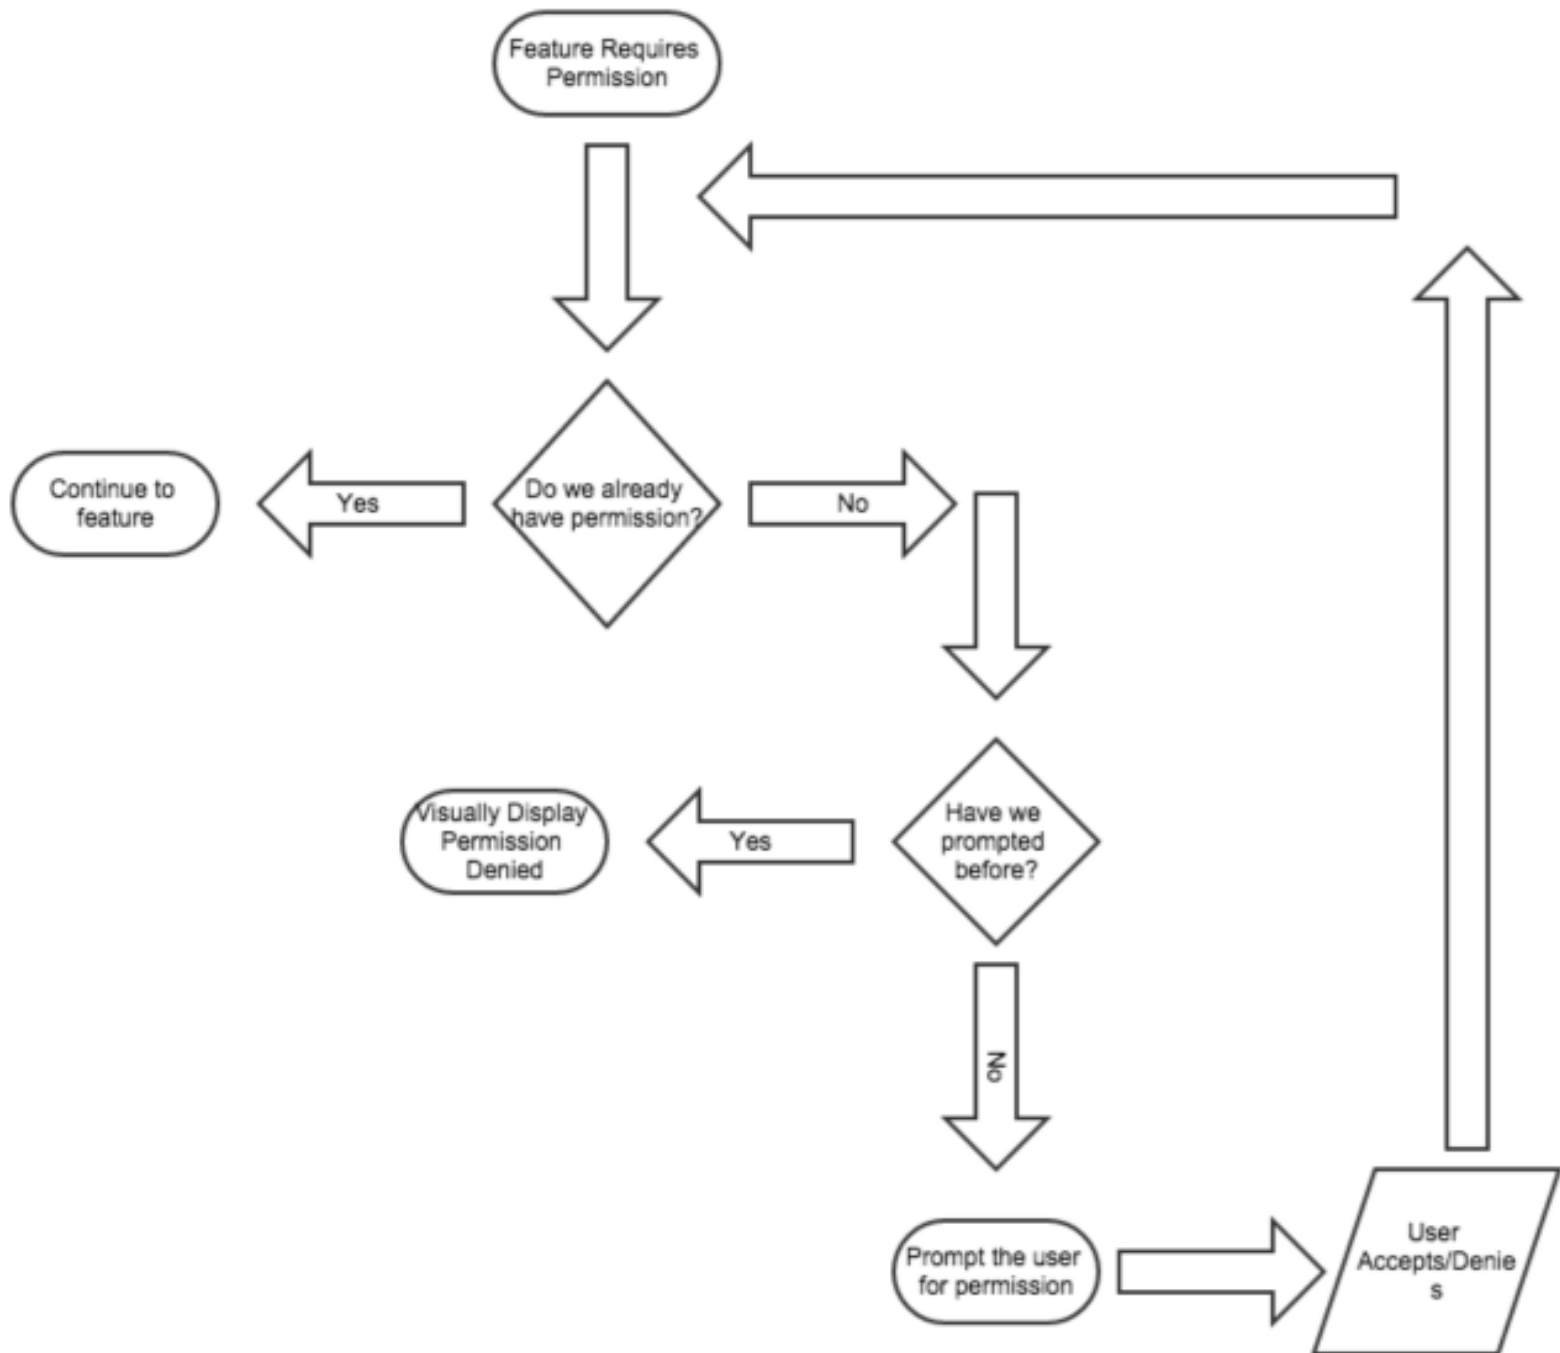 Feature Requires
Permission
Do we already
have permission?
Yes
No
Continue to
feature
Have we
prompted
before?
Yes
Visually Display
Permission
Denied
No
Prompt the user
for permission
User
Accepts/Denie
s